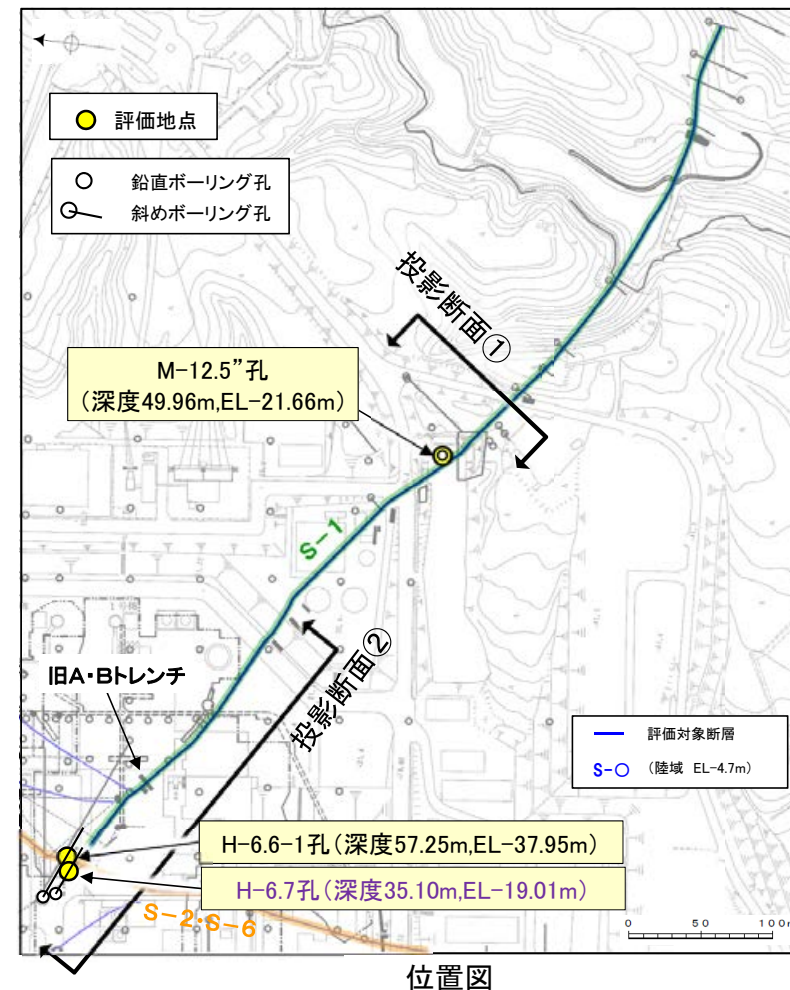 評価地点
鉛直ボーリング孔
斜めボーリング孔
投影断面①
M-12.5”孔
(深度49.96m,EL-21.66m)
S-1
投影断面②
旧A・Bトレンチ
評価対象断層
S-○ (陸域 EL-4.7m)
H-6.6-1孔(深度57.25m,EL-37.95m)
H-6.7孔(深度35.10m,EL-19.01m)
S-2・S-6
0 50 100m
位置図